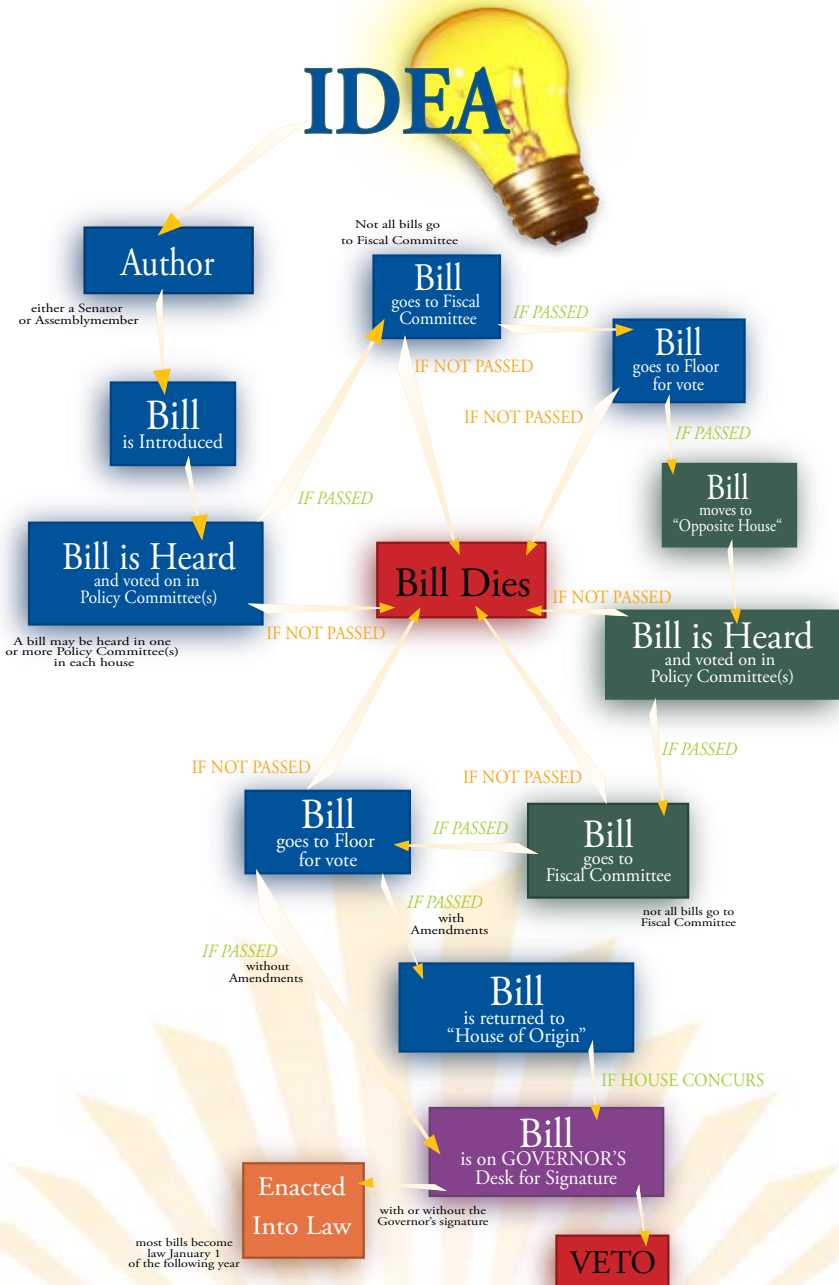 IDEA
Author
either a Senator
or Assemblymember
Bill
is Introduced
Bill is Heard
and voted on in
Policy Committee(s)
A bill may be heard in one
or more Policy Committee(s)
in each house
IF PASSED
IF NOT PASSED
Not all bills go
to Fiscal Committee
Bill
goes to Fiscal
Committee
IF PASSED
IF NOT PASSED
Bill
goes to Floor
for vote
IF NOT PASSED
IF PASSED
Bill
moves to
“Opposite House“
Bill Dies
IF NOT PASSED
Bill is Heard
and voted on in
Policy Committee(s)
IF PASSED
Bill
goes to
Fiscal Committee
not all bills go to
Fiscal Committee
IF NOT PASSED
IF PASSED
Bill
goes to Floor
for vote
IF NOT PASSED
IF PASSED
with
Amendments
IF PASSED
without
Amendments
Bill
is returned to
“House of Origin”
IF HOUSE CONCURS
Bill
is on GOVERNOR’S
Desk for Signature
with or without the
Governor’s signature
Enacted
Into Law
most bills become
law January 1
of the following year
VETO